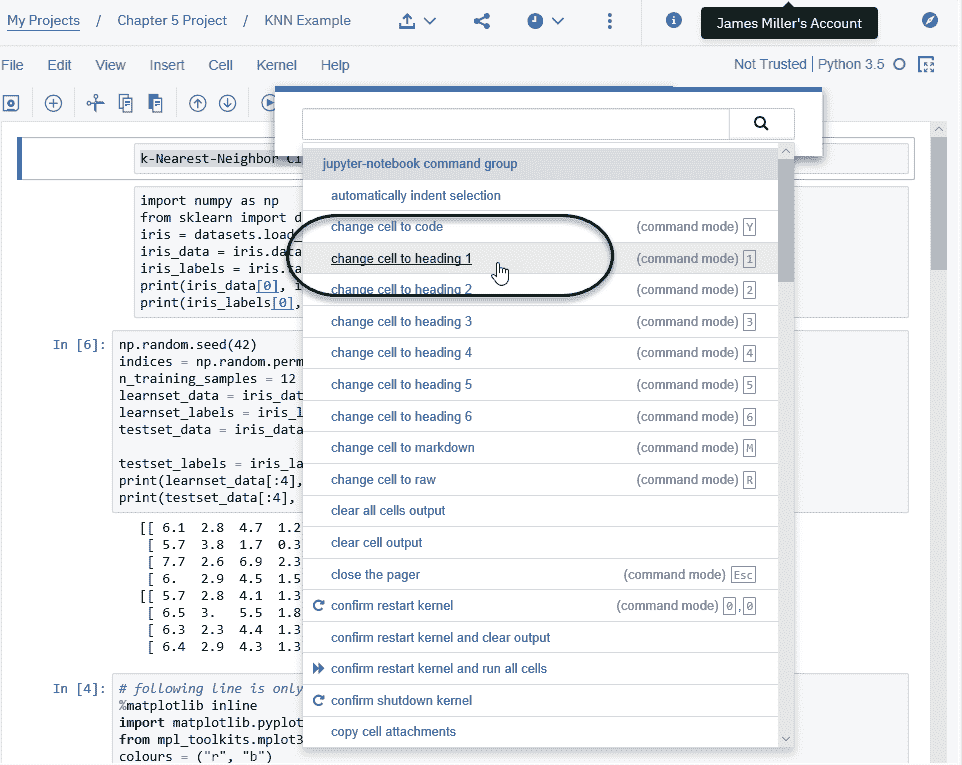 My Projects / Chapter 5 Project / KNN Example
James Miller's Account
File Edit View Insert Cell Kernel Help
Not Trusted | Python 3.5
k-Nearest-Neighbor
jupyter-notebook command group
automatically indent selection
change cell to code (command mode) Y
change cell to heading 1 (command mode) 1
change cell to heading 2 (command mode) 2
change cell to heading 3 (command mode) 3
change cell to heading 4 (command mode) 4
change cell to heading 5 (command mode) 5
change cell to heading 6 (command mode) 6
change cell to markdown (command mode) M
change cell to raw (command mode) R
clear all cells output
clear cell output
close the pager (command mode) Esc
confirm restart kernel (command mode) 0,0
confirm restart kernel and clear output
confirm restart kernel and run all cells
confirm shutdown kernel
copy cell attachments
import numpy as np
from sklearn import d
iris = datasets.load_
iris_data = iris.data
iris_labels = iris.ta
print(iris_data[0], i
print(iris_labels[0],
In [6]:
np.random.seed(42)
indices = np.random.perm
n_training_samples = 12
learnset_data = iris_dat
learnset_labels = iris_l
testset_data = iris_data
testset_labels = iris_la
print(learnset_data[:4],
print(testset_data[:4],
[[ 6.1 2.8 4.7 1.2
[ 5.7 3.8 1.7 0.3
[ 7.7 2.6 6.9 2.3
[ 6. 2.9 4.5 1.5
[[ 5.7 2.8 4.1 1.3
[ 6.5 3. 5.5 1.8
[ 6.3 2.3 4.4 1.3
[ 6.4 2.9 4.3 1.3
In [4]:
# following line is only
%matplotlib inline
import matplotlib.pyplot
from mpl_toolkits.mplot3
colours = ("r", "b")